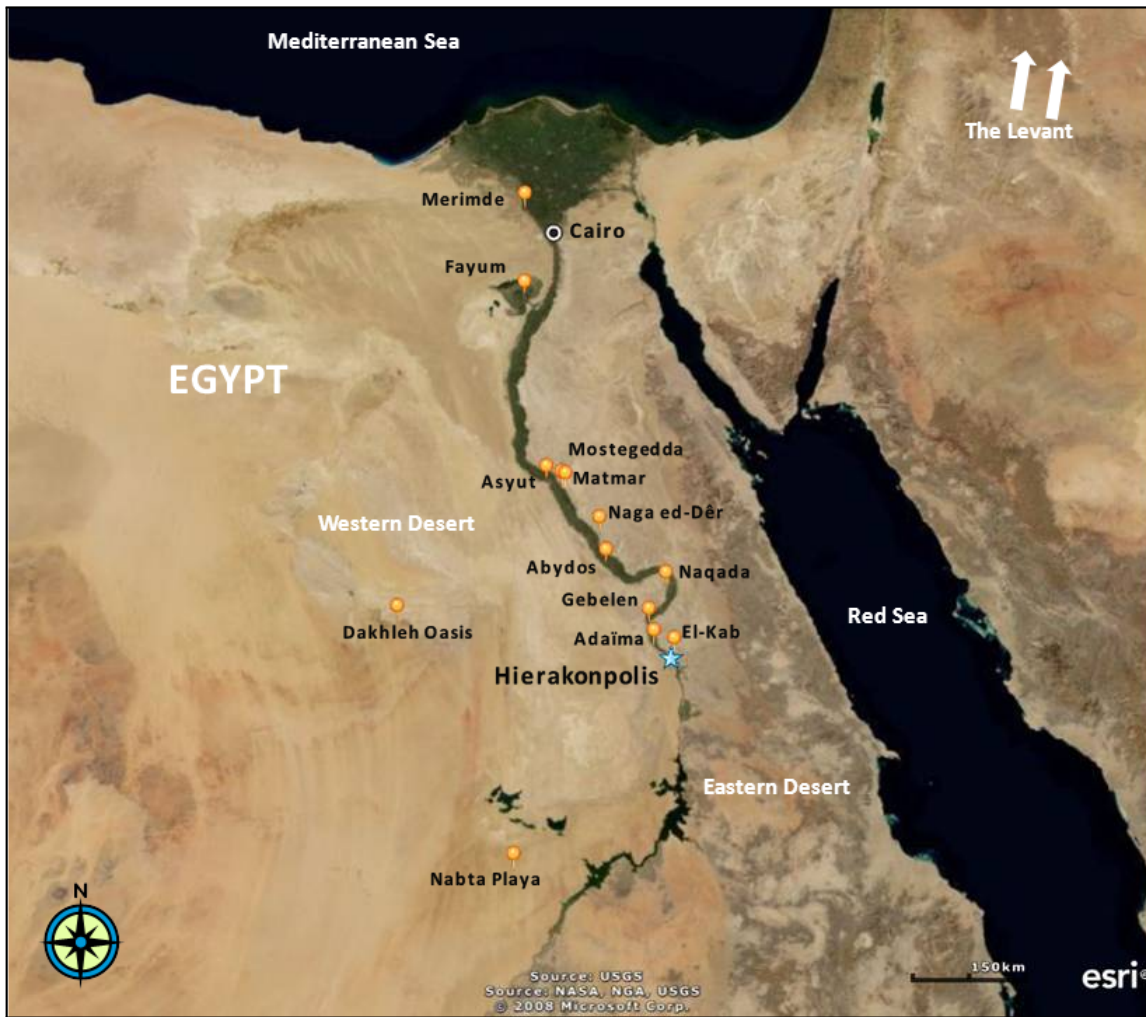 Mediterranean Sea
The Levant
Merimde
Cairo
Fayum
EGYPT
Mostegedda
Asyut
Matmar
Western Desert
Naga ed-Dêr
Abydos
Naqada
Gebelen
Red Sea
Dakhleh Oasis
Adaïma
El-Kab
Hierakonpolis
Eastern Desert
Nabta Playa
N
150km
esri®
Source: USGS
Source: NASA, NGA, USGS
© 2008 Microsoft Corp.